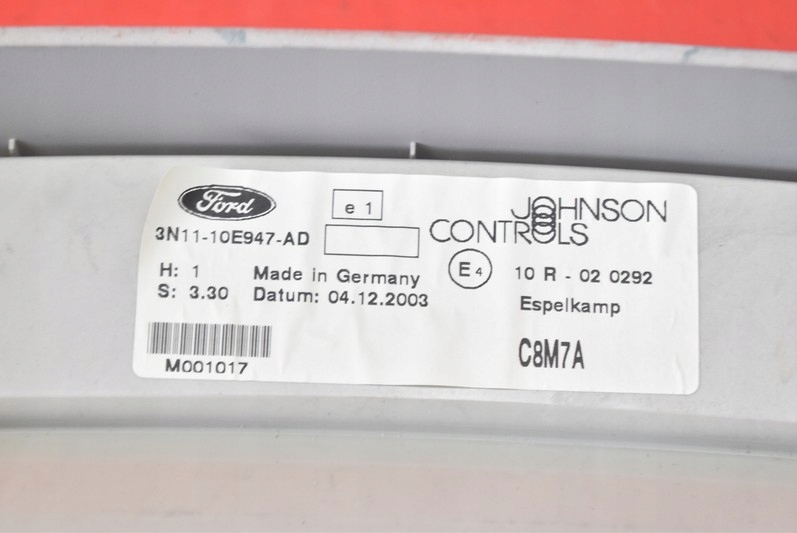 Ford
e 1
JOHNSON
CONTROLS
3N11-10E947-AD
H: 1
Made in Germany
E4
10 R - 02 0292
S: 3.30
Datum: 04.12.2003
Espelkamp
C8M7A
M001017